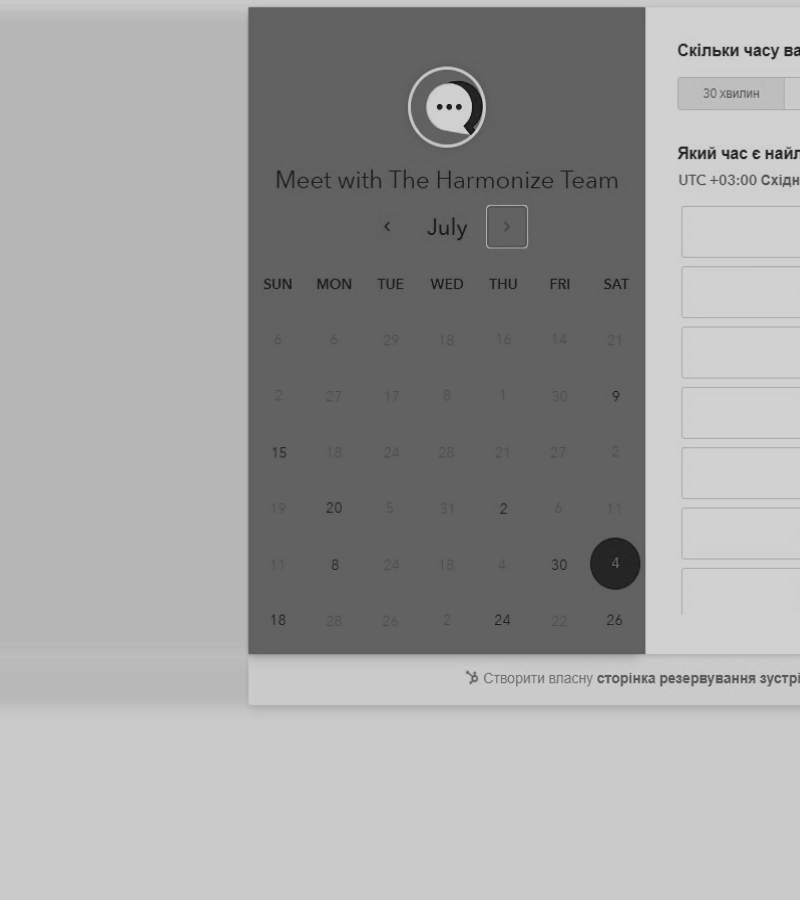 Скільки часу ва
30 хвилин
Meet with The Harmonize Team
Який час є найл
UTC +03:00 Східн
July
SUN MON TUE WED THU FRI SAT
6 6 29 18 16 14 21
2 27 17 8 1 30 9
15 18 24 28 21 27 2
19 20 5 31 2 6 11
11 8 24 18 4 30 4
18 28 26 2 24 22 26
Створити власну сторінка резервування зустрі